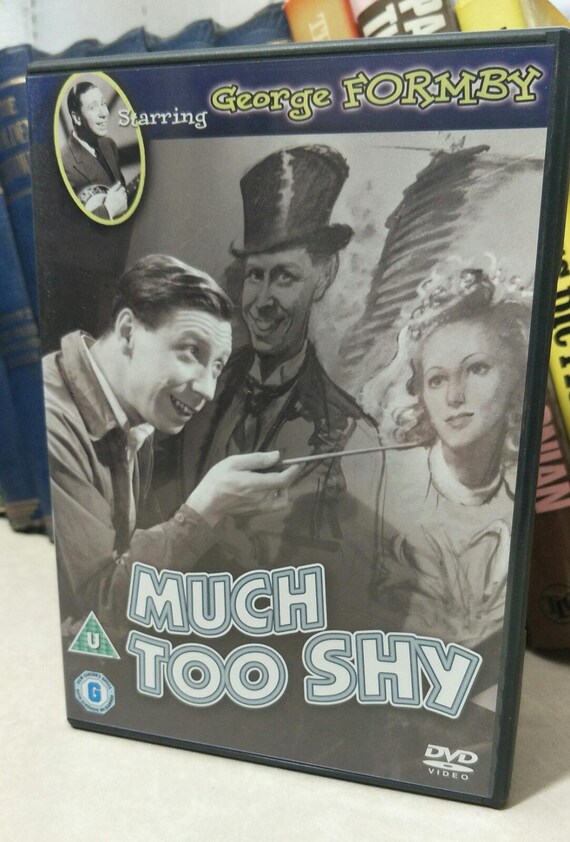 Starring George FORMBY
MUCH
TOO SHY
U
G
DVD
VIDEO